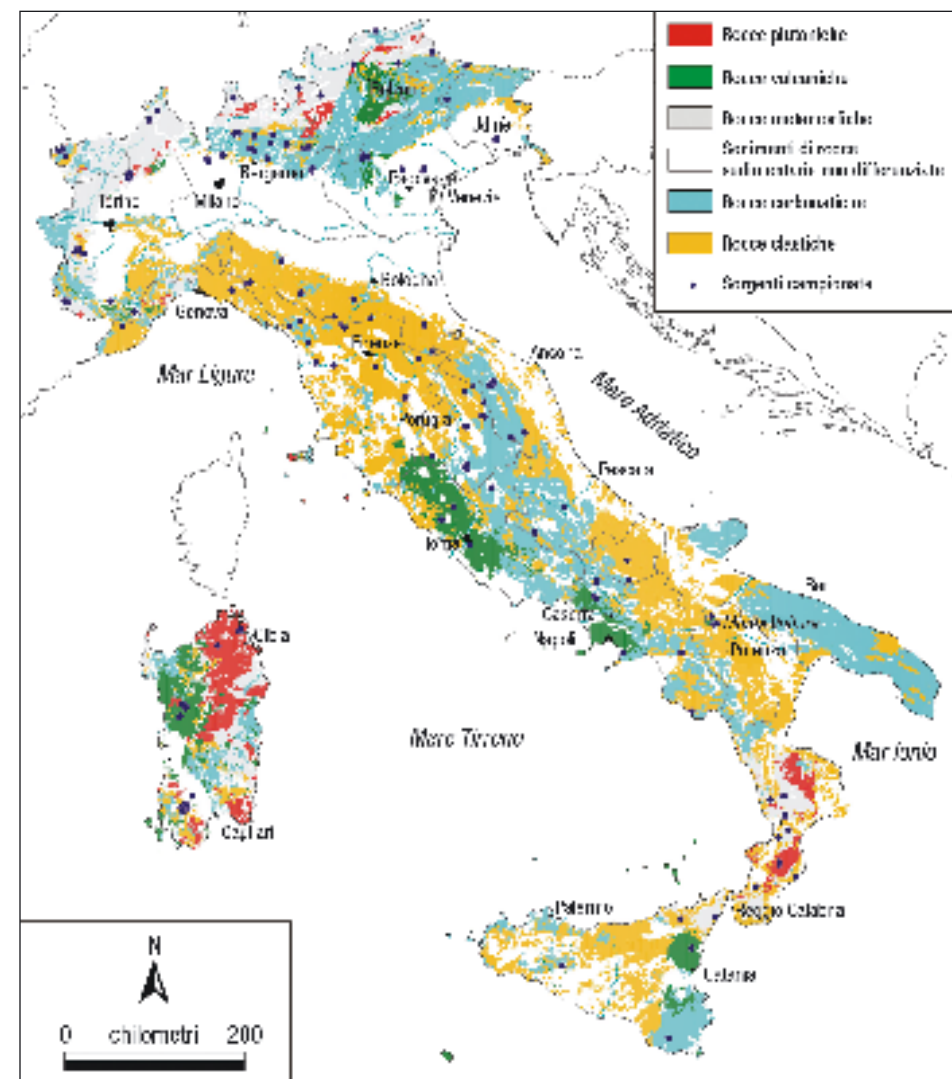 Rocce plutoniche
Rocce vulcaniche
Rocce metamorfiche
Sedimenti di rocce
sedimentarie non differenziate
Rocce carbonatiche
Rocce clastiche
Sorgenti campionate
Udine
Bergamo
Venezia
Torino
Milano
Bologna
Genova
Firenze
Ancona
Mar Ligure
Mare Adriatico
Perugia
Pescara
Roma
Bari
Caserta
Napoli
Potenza
Olbia
Mare Tirreno
Mar Ionio
Cagliari
Palermo
Reggio Calabria
Catania
N
0 chilometri 200